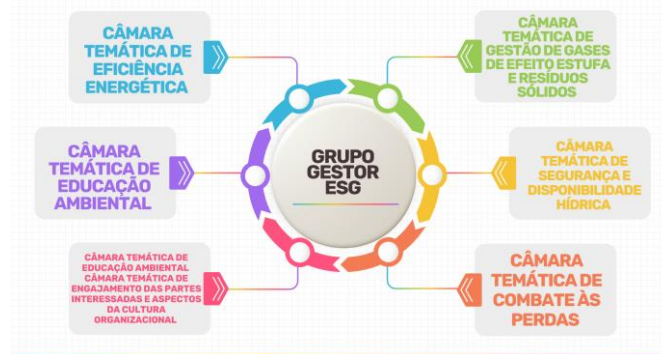 CÂMARA
TEMÁTICA DE
EFICIÊNCIA
ENERGÉTICA
CÂMARA
TEMÁTICA DE
GESTÃO DE GASES
DE EFEITO ESTUFA
E RESÍDUOS
SÓLIDOS
CÂMARA
TEMÁTICA DE
EDUCAÇÃO
AMBIENTAL
GRUPO
GESTOR
ESG
CÂMARA
TEMÁTICA DE
SEGURANÇA E
DISPONIBILIDADE
HÍDRICA
CÂMARA TEMÁTICA DE
EDUCAÇÃO AMBIENTAL
CÂMARA TEMÁTICA DE
ENGAJAMENTO DAS PARTES
INTERESSADAS E ASPECTOS
DA CULTURA
ORGANIZACIONAL
CÂMARA
TEMÁTICA DE
COMBATE ÀS
PERDAS